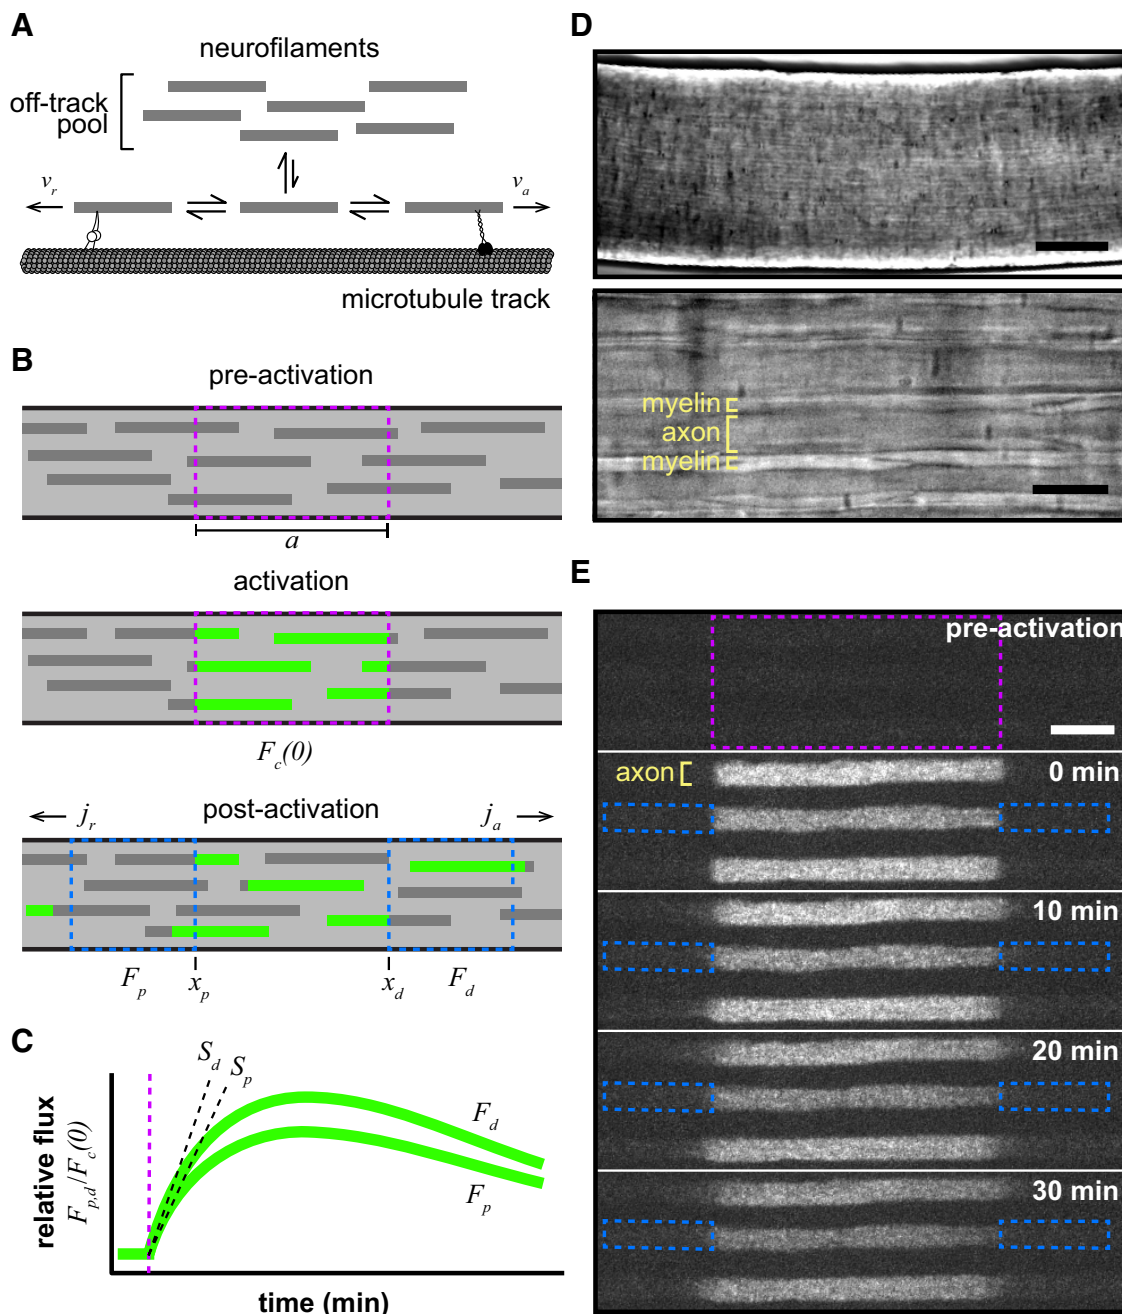 A
neurofilaments
off-track
pool
v_r
v_a
microtubule track
B
pre-activation
a
activation
F_c(0)
post-activation
j_r
j_a
F_p
x_p
x_d
F_d
C
S_d
S_p
relative flux
F_{p,d}/F_c(0)
F_d
F_p
time (min)
D
myelin
axon
myelin
E
pre-activation
axon
0 min
10 min
20 min
30 min